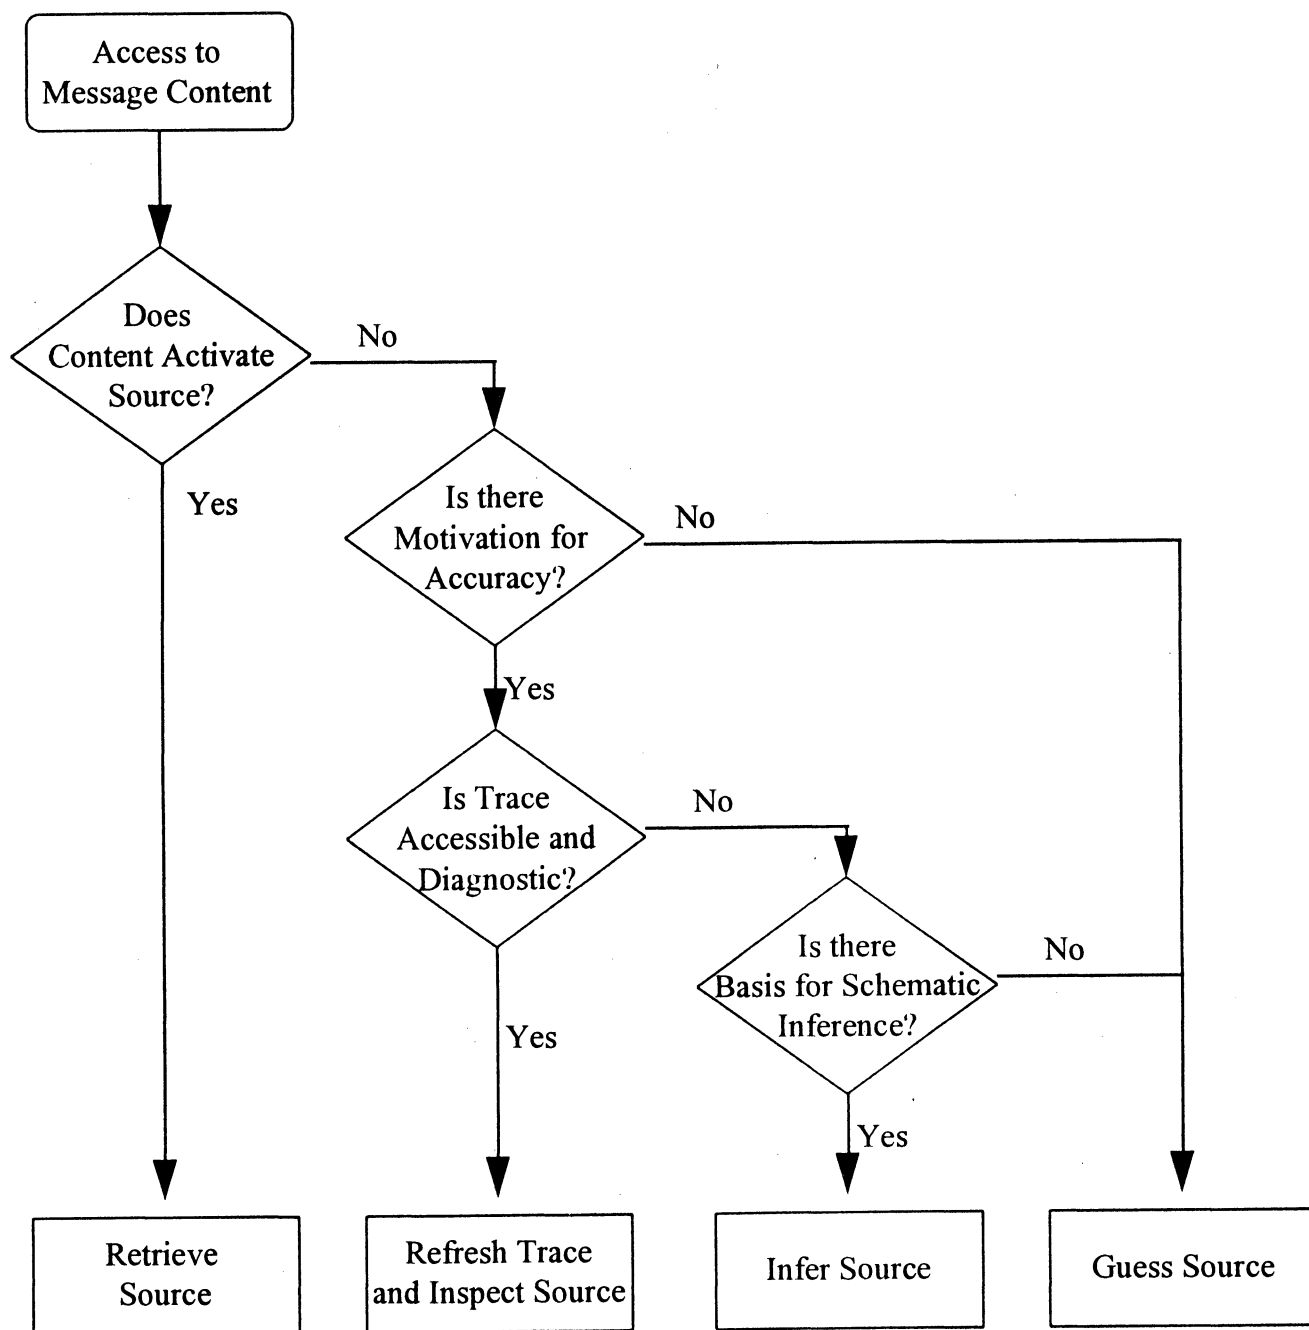 Access to
Message Content
Does
Content Activate
Source?
No
Yes
Is there
Motivation for
Accuracy?
No
Yes
Is Trace
Accessible and
Diagnostic?
No
Yes
Is there
Basis for Schematic
Inference?
No
Yes
Retrieve
Source
Refresh Trace
and Inspect Source
Infer Source
Guess Source